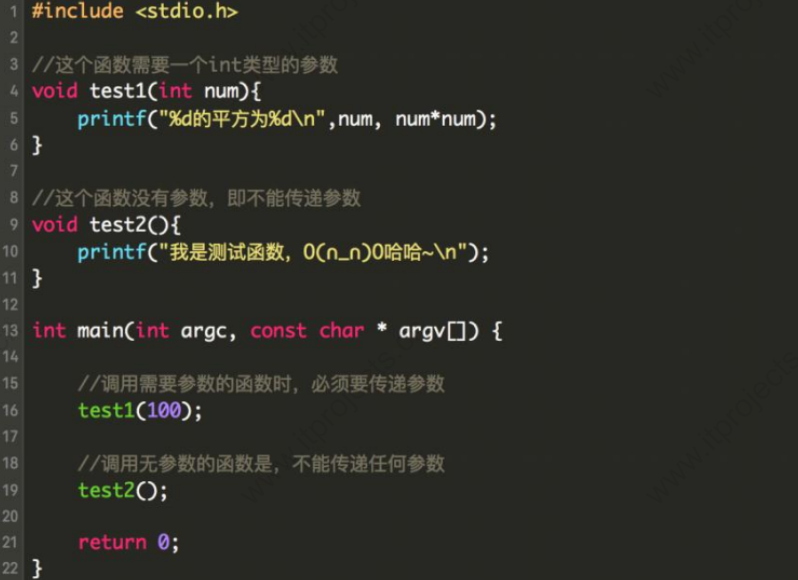 1 #include <stdio.h>
2
3 //这个函数需要一个int类型的参数
4 void test1(int num){
5     printf("%d的平方为%d\n",num, num*num);
6 }
7
8 //这个函数没有参数，即不能传递参数
9 void test2(){
10     printf("我是测试函数，O(n_n)O哈哈~\n");
11 }
12
13 int main(int argc, const char * argv[]) {
14
15     //调用需要参数的函数时，必须要传递参数
16     test1(100);
17
18     //调用无参数的函数是，不能传递任何参数
19     test2();
20
21     return 0;
22 }